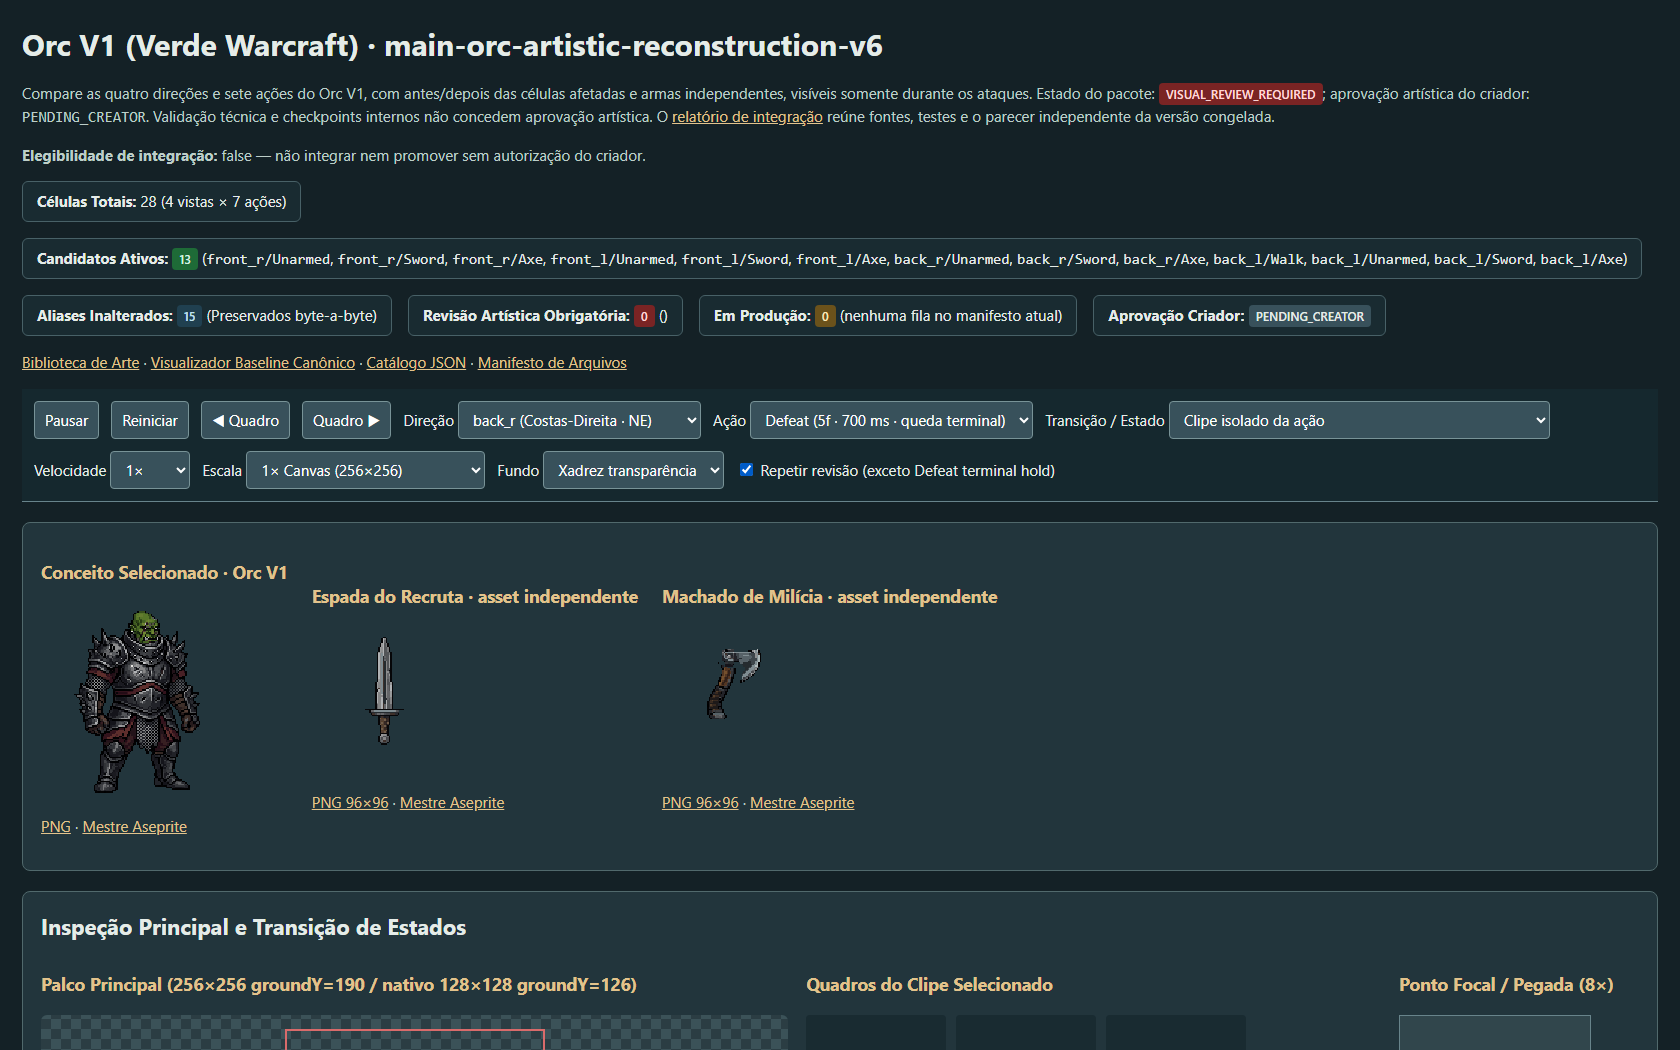 Orc V1 (Verde Warcraft) · main-orc-artistic-reconstruction-v6
Compare as quatro direções e sete ações do Orc V1, com antes/depois das células afetadas e armas independentes, visíveis somente durante os ataques. Estado do pacote: VISUAL_REVIEW_REQUIRED; aprovação artística do criador:
PENDING_CREATOR. Validação técnica e checkpoints internos não concedem aprovação artística. O relatório de integração reúne fontes, testes e o parecer independente da versão congelada.
Elegibilidade de integração: false — não integrar nem promover sem autorização do criador.
Células Totais: 28 (4 vistas × 7 ações)
Candidatos Ativos: 13 (front_r/Unarmed, front_r/Sword, front_r/Axe, front_l/Unarmed, front_l/Sword, front_l/Axe, back_r/Unarmed, back_r/Sword, back_r/Axe, back_l/Walk, back_l/Unarmed, back_l/Sword, back_l/Axe)
Aliases Inalterados: 15 (Preservados byte-a-byte) Revisão Artística Obrigatória: 0 () Em Produção: 0 (nenhuma fila no manifesto atual) Aprovação Criador: PENDING_CREATOR
Biblioteca de Arte · Visualizador Baseline Canônico · Catálogo JSON · Manifesto de Arquivos
Pausar Reiniciar ◀ Quadro Quadro ▶ Direção back_r (Costas-Direita · NE) Ação Defeat (5f · 700 ms · queda terminal) Transição / Estado Clipe isolado da ação
Velocidade 1× Escala 1× Canvas (256×256) Fundo Xadrez transparência Repetir revisão (exceto Defeat terminal hold)
Conceito Selecionado · Orc V1
Espada do Recruta · asset independente Machado de Milícia · asset independente
PNG 96×96 · Mestre Aseprite PNG 96×96 · Mestre Aseprite
PNG · Mestre Aseprite
Inspeção Principal e Transição de Estados
Palco Principal (256×256 groundY=190 / nativo 128×128 groundY=126) Quadros do Clipe Selecionado Ponto Focal / Pegada (8×)